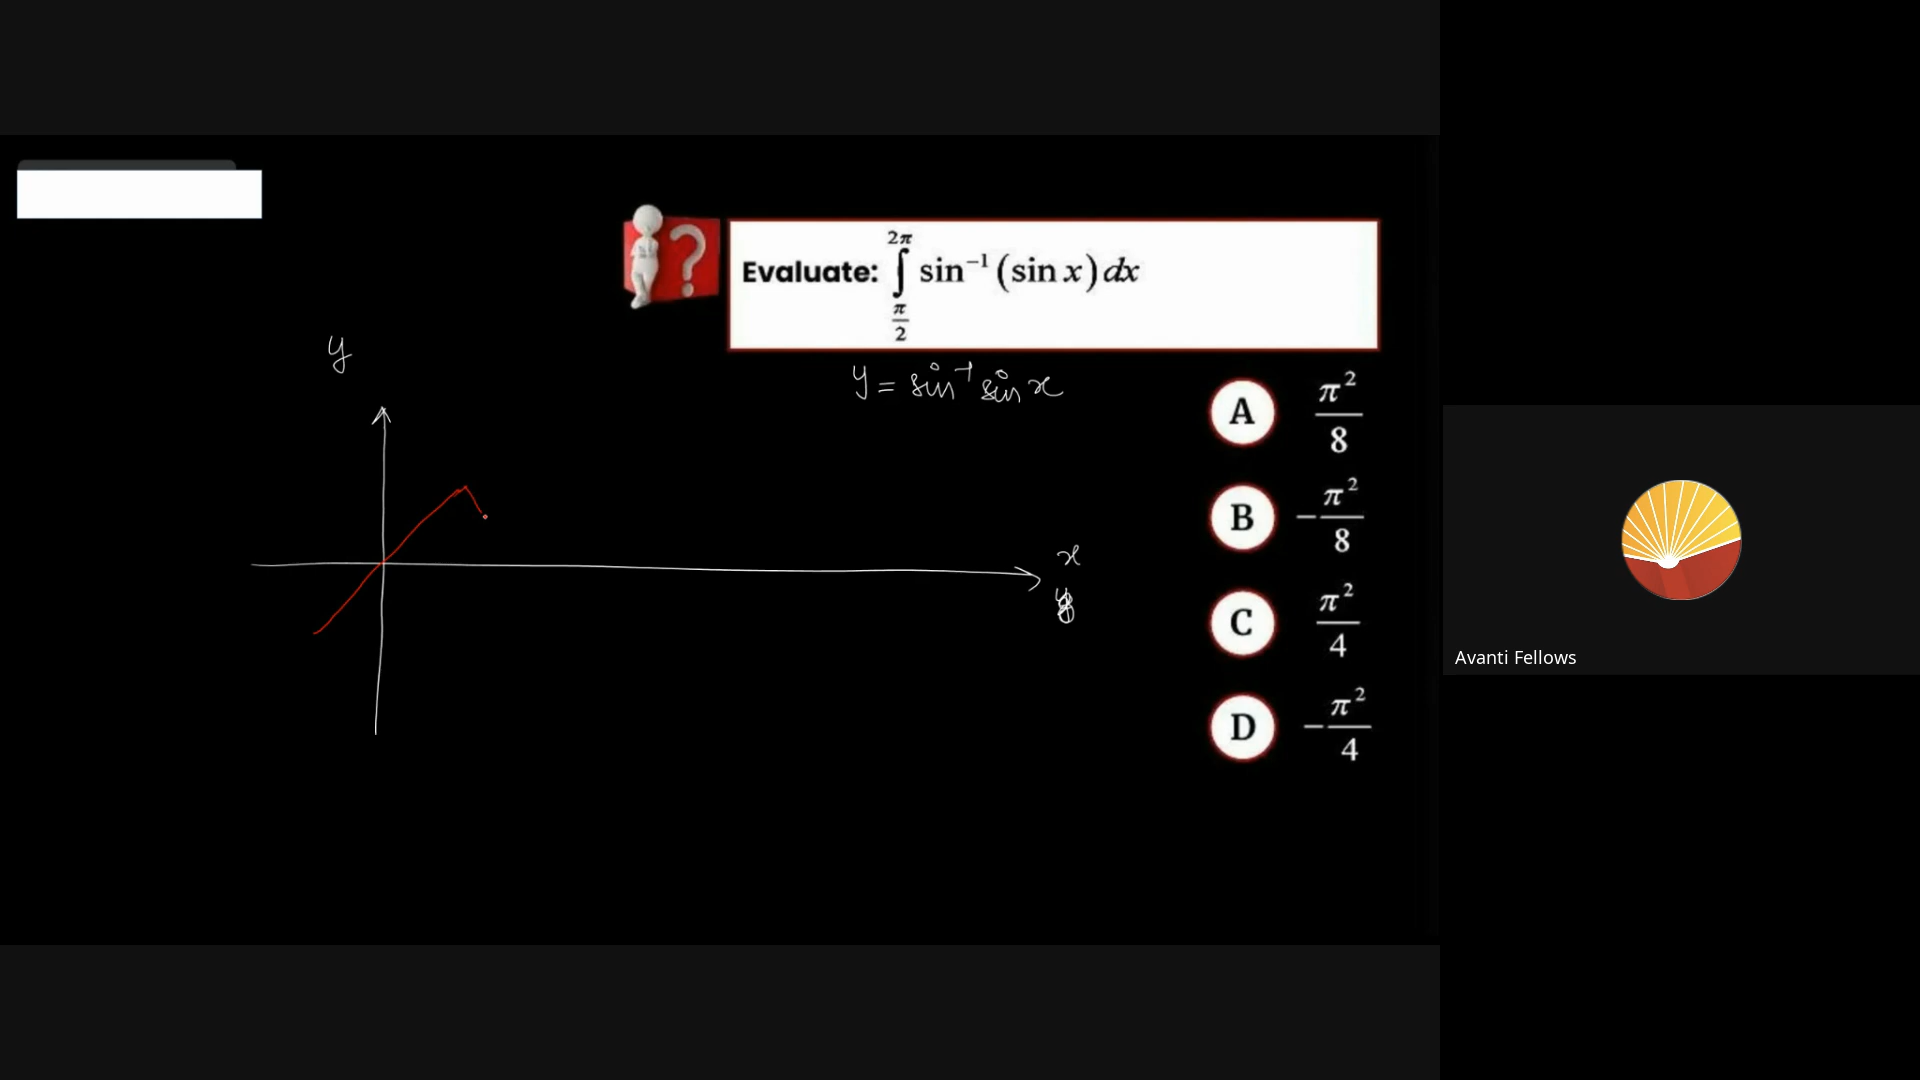 Evaluate: ∫_{π/2}^{2π} sin⁻¹(sin x) dx
y = sin⁻¹ sin x
y
x
A π²/8
B -π²/8
C π²/4
D -π²/4
Avanti Fellows